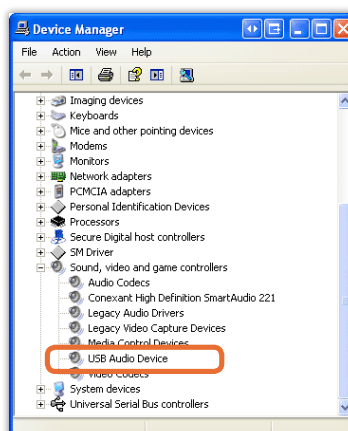 Device Manager
File Action View Help
Imaging devices
Keyboards
Mice and other pointing devices
Modems
Monitors
Network adapters
PCMCIA adapters
Personal Identification Devices
Processors
Secure Digital host controllers
SM Driver
Sound, video and game controllers
Audio Codecs
Conexant High Definition SmartAudio 221
Legacy Audio Drivers
Legacy Video Capture Devices
Media Control Devices
USB Audio Device
Video Codecs
System devices
Universal Serial Bus controllers